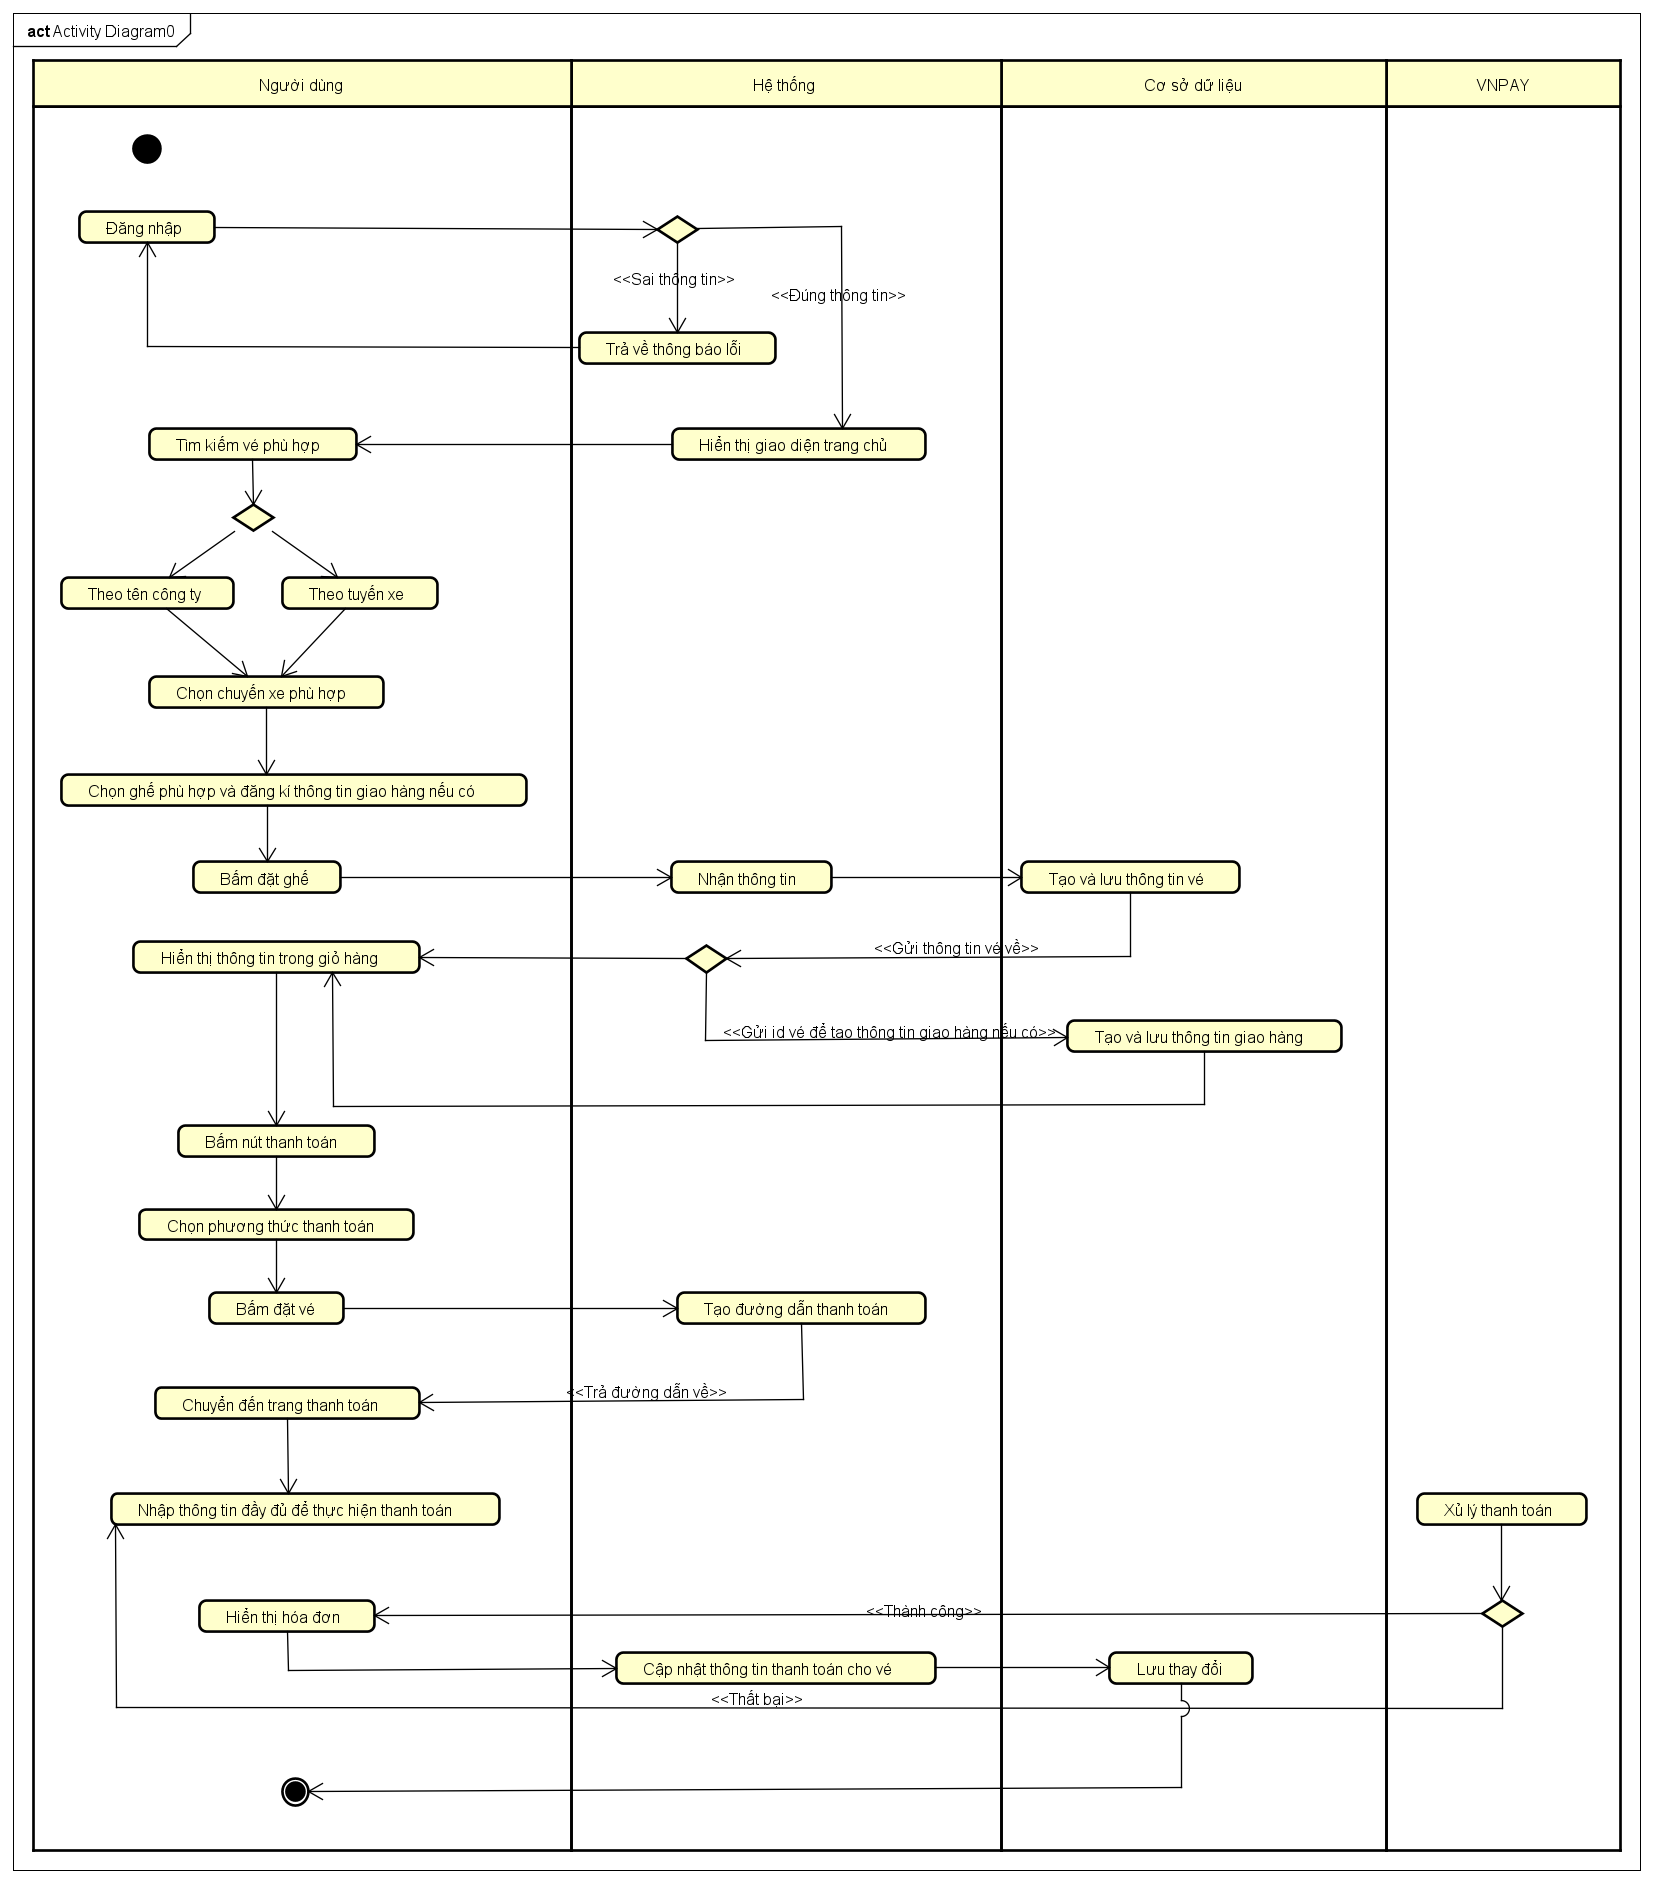 act Activity Diagram0
Người dùng
Hệ thống
Cơ sở dữ liệu
VNPAY
Đăng nhập
<<Sai thông tin>>
<<Đúng thông tin>>
Trả về thông báo lỗi
Tìm kiếm vé phù hợp
Hiển thị giao diện trang chủ
Theo tên công ty
Theo tuyến xe
Chọn chuyến xe phù hợp
Chọn ghế phù hợp và đăng kí thông tin giao hàng nếu có
Bấm đặt ghế
Nhận thông tin
Tạo và lưu thông tin vé
<<Gửi thông tin vé về>>
Hiển thị thông tin trong giỏ hàng
<<Gửi id vé để tao thông tin giao hàng nếu có>>
Tạo và lưu thông tin giao hàng
Bấm nút thanh toán
Chọn phương thức thanh toán
Bấm đặt vé
Tạo đường dẫn thanh toán
<<Trả đường dẫn về>>
Chuyển đến trang thanh toán
Nhập thông tin đầy đủ để thực hiện thanh toán
Xủ lý thanh toán
<<Thành công>>
Hiển thị hóa đơn
Cập nhật thông tin thanh toán cho vé
Lưu thay đổi
<<Thất bại>>